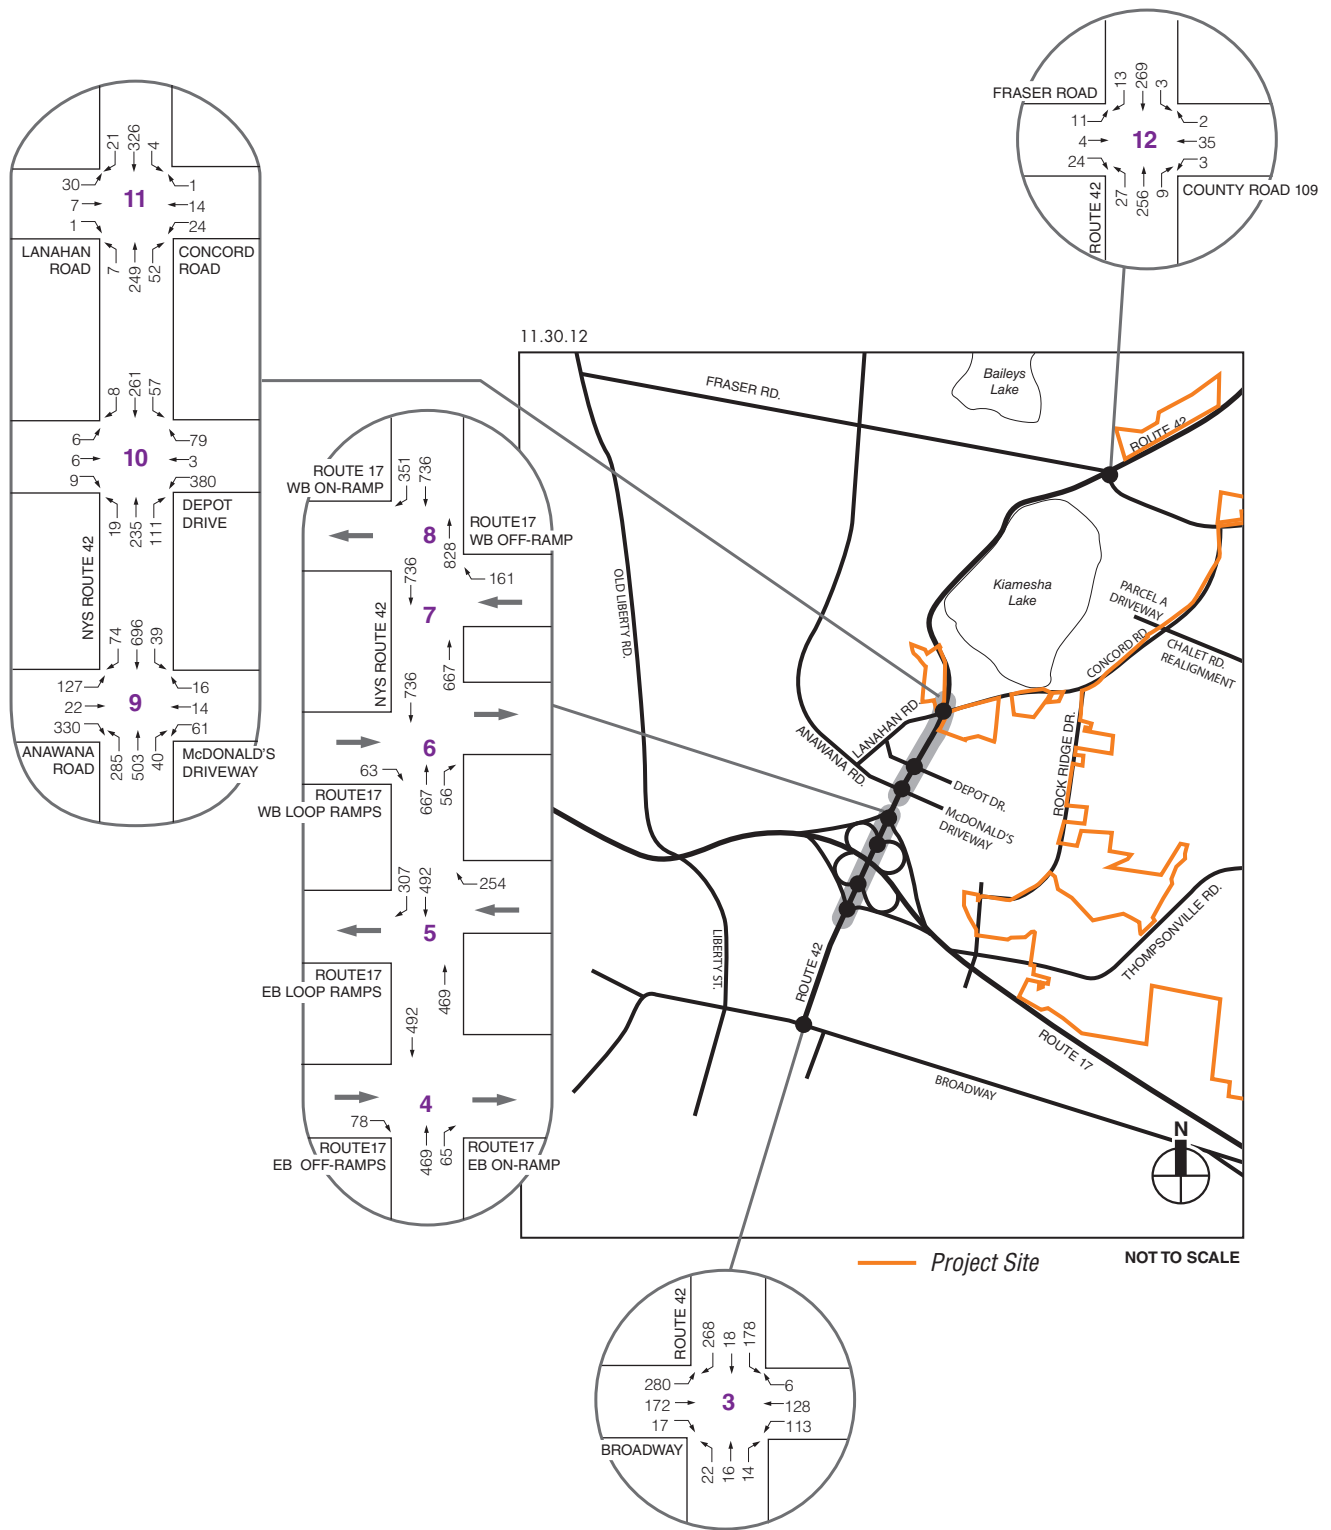 FRASER ROAD
13
269
3
11
4
24
12
2
35
3
27
256
9
ROUTE 42
COUNTY ROAD 109
21
326
4
30
7
1
11
1
14
24
LANAHAN
ROAD
7
249
52
CONCORD
ROAD
8
261
57
6
6
9
10
79
3
380
19
235
111
DEPOT
DRIVE
NYS ROUTE 42
74
696
39
127
22
330
9
16
14
61
ANAWANA
ROAD
285
503
40
McDONALD'S
DRIVEWAY
ROUTE 17
WB ON-RAMP
351
736
8
828
ROUTE17
WB OFF-RAMP
161
736
7
NYS ROUTE 42
667
736
6
63
667
56
ROUTE17
WB LOOP RAMPS
307
492
254
5
ROUTE17
EB LOOP RAMPS
469
492
4
78
469
65
ROUTE17
EB OFF-RAMPS
ROUTE17
EB ON-RAMP
11.30.12
FRASER RD.
Baileys
Lake
ROUTE 42
OLD LIBERTY RD.
Kiamesha
Lake
PARCEL A
DRIVEWAY
CONCORD RD.
CHALET RD.
REALIGNMENT
LANAHAN RD.
ANAWANA RD.
ROCK RIDGE DR.
DEPOT DR.
McDONALD'S
DRIVEWAY
THOMPSONVILLE RD.
LIBERTY ST.
ROUTE 42
ROUTE 17
BROADWAY
N
Project Site
NOT TO SCALE
ROUTE 42
268
18
178
280
172
17
3
6
128
113
BROADWAY
22
16
14